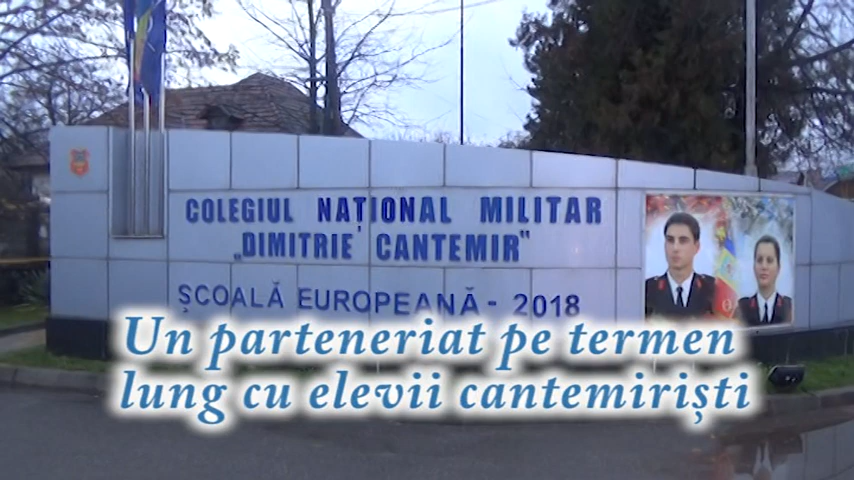 COLEGIUL NAȚIONAL MILITAR
„DIMITRIE CANTEMIR"
ȘCOALĂ EUROPEANĂ - 2018
Un parteneriat pe termen
lung cu elevii cantemiriști